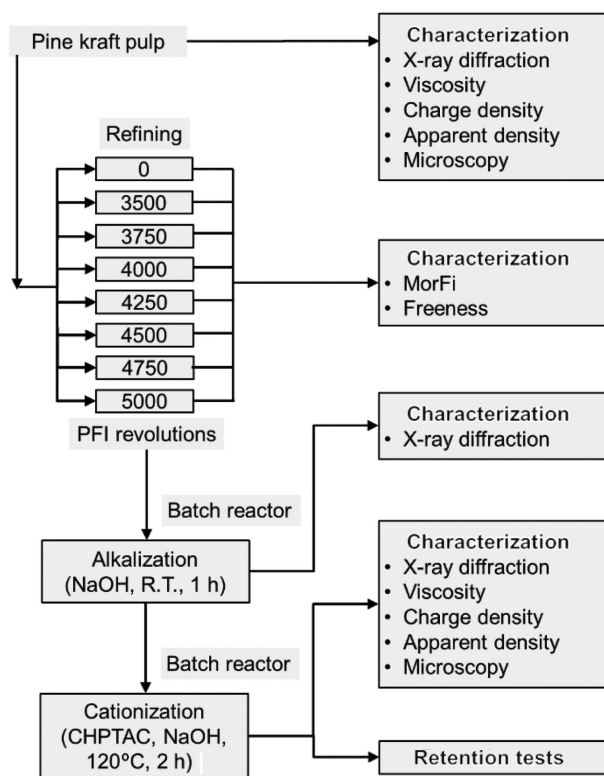 Pine kraft pulp
Characterization
• X-ray diffraction
• Viscosity
• Charge density
• Apparent density
• Microscopy
Refining
0
3500
3750
4000
4250
4500
4750
5000
PFI revolutions
Characterization
• MorFi
• Freeness
Characterization
• X-ray diffraction
Batch reactor
Alkalization
(NaOH, R.T., 1 h)
Characterization
• X-ray diffraction
• Viscosity
• Charge density
• Apparent density
• Microscopy
Batch reactor
Cationization
(CHPTAC, NaOH,
120ºC, 2 h)
Retention tests